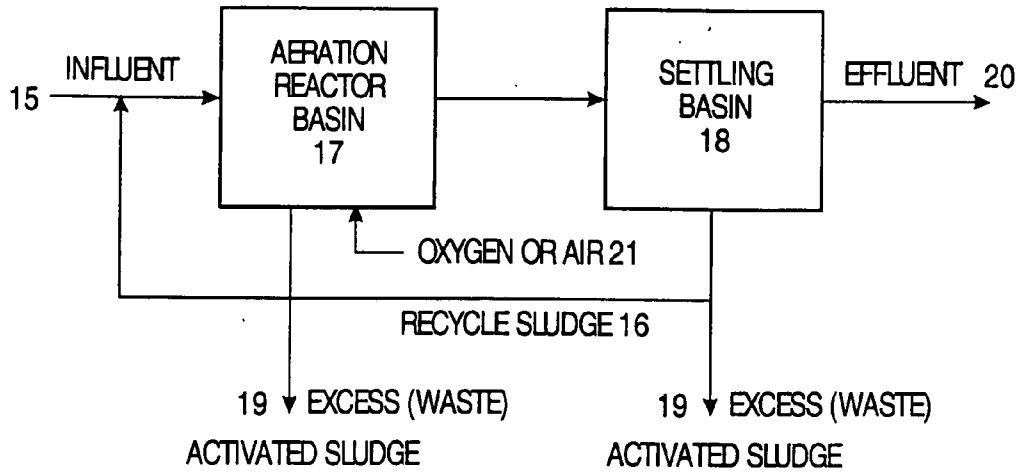 INFLUENT
15
AERATION
REACTOR
BASIN
17
SETTLING
BASIN
18
EFFLUENT 20
OXYGEN OR AIR 21
RECYCLE SLUDGE 16
19 EXCESS (WASTE)
ACTIVATED SLUDGE
19 EXCESS (WASTE)
ACTIVATED SLUDGE